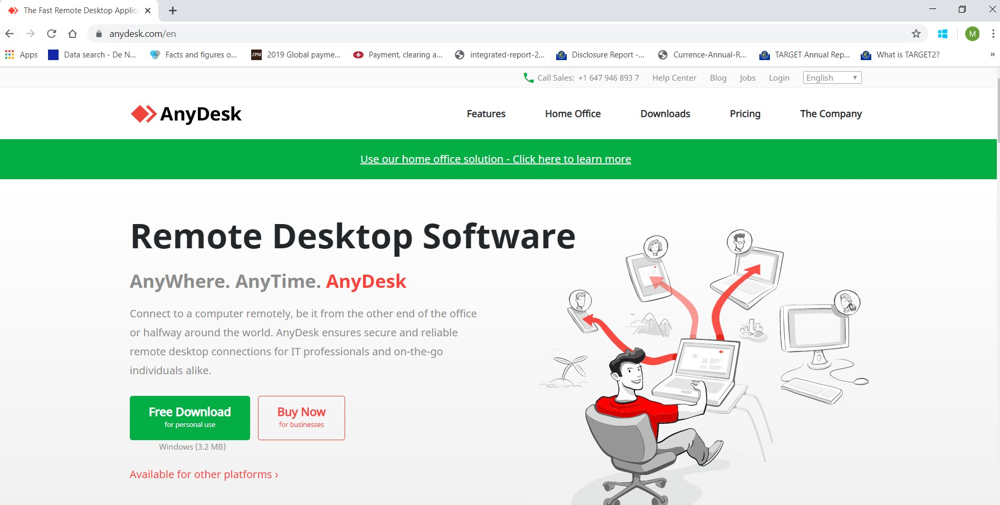 The Fast Remote Desktop Applica
anydesk.com/en
M
Apps
Data search - De N...
Facts and figures o...
JPM
2019 Global payme...
Payment, clearing a...
integrated-report-2...
Disclosure Report -...
Currence-Annual-R...
TARGET Annual Rep...
What is TARGET2?
»
Call Sales: +1 647 946 893 7
Help Center
Blog
Jobs
Login
English
AnyDesk
Features
Home Office
Downloads
Pricing
The Company
Use our home office solution - Click here to learn more
Remote Desktop Software
AnyWhere. AnyTime. AnyDesk
Connect to a computer remotely, be it from the other end of the office
or halfway around the world. AnyDesk ensures secure and reliable
remote desktop connections for IT professionals and on-the-go
individuals alike.
Free Download
for personal use
Buy Now
for businesses
Windows (3.2 MB)
Available for other platforms ›